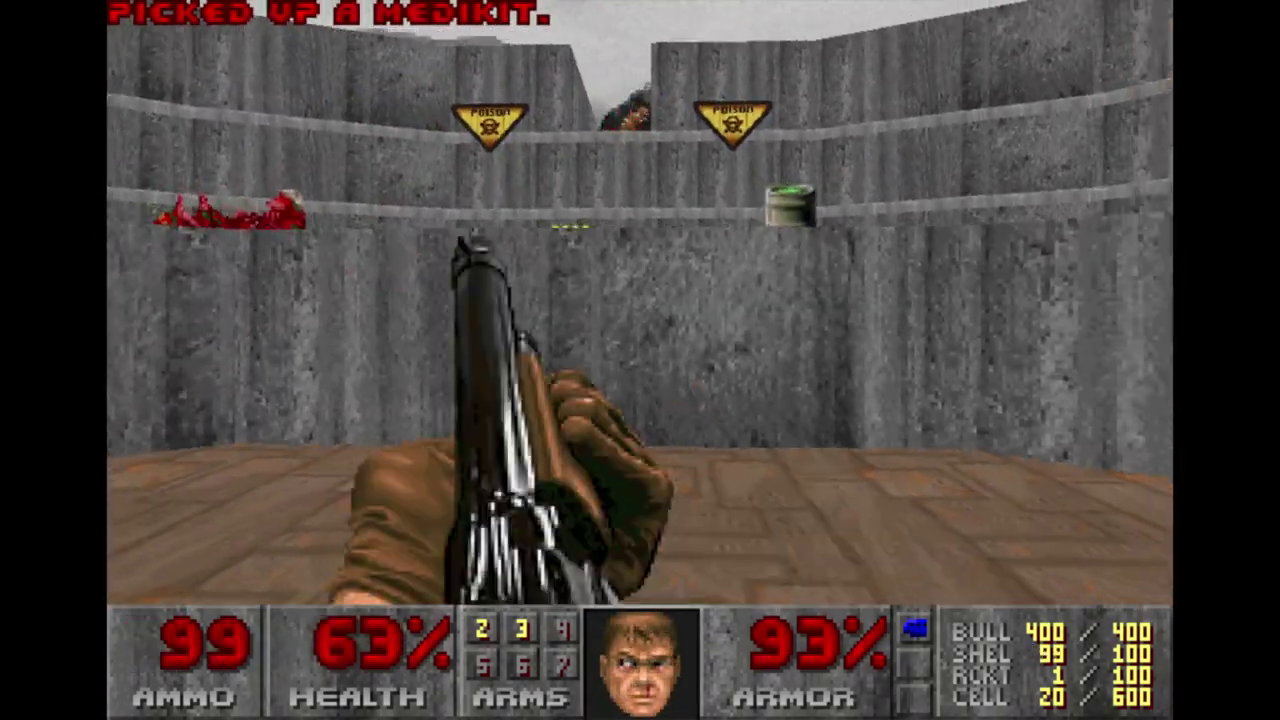 PICKED UP A MEDIKIT.
POISON POISON
99 63% 2 3 4 93% BULL 400 / 400
SHEL 99 / 100
5 6 7 RCKT 1 / 100
AMMO HEALTH ARMS ARMOR CELL 20 / 600